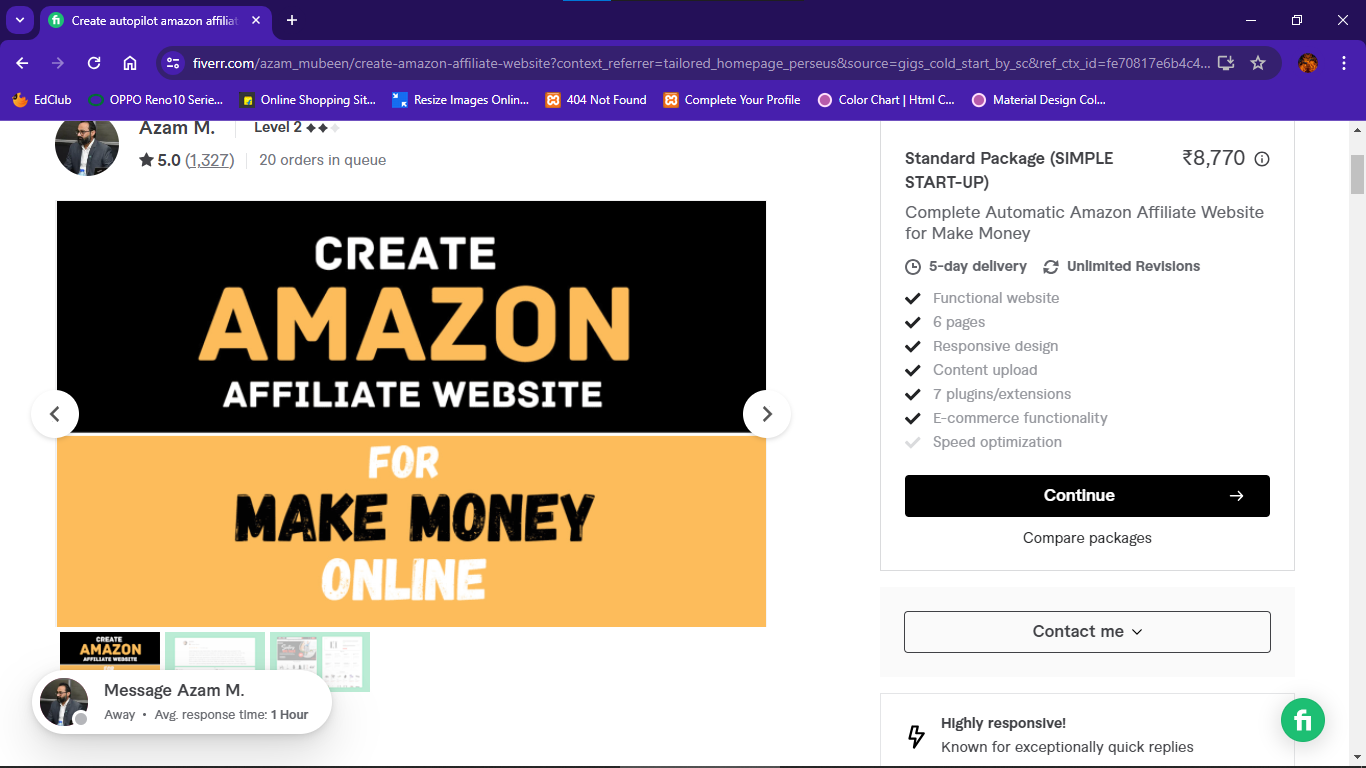 Create autopilot amazon affilia
fiverr.com/azam_mubeen/create-amazon-affiliate-website?context_referrer=tailored_homepage_perseus&source=gigs_cold_start_by_sc&ref_ctx_id=fe70817e6b4c4...
EdClub
OPPO Reno10 Serie...
Online Shopping Sit...
Resize Images Onlin...
404 Not Found
Complete Your Profile
Color Chart | Html C...
Material Design Col...
Azam M.
Level 2
5.0 (1,327)
20 orders in queue
CREATE
AMAZON
AFFILIATE WEBSITE
FOR
MAKE MONEY
ONLINE
CREATE
AMAZON
AFFILIATE WEBSITE
Message Azam M.
Away • Avg. response time: 1 Hour
Standard Package (SIMPLE
START-UP)
₹8,770
Complete Automatic Amazon Affiliate Website
for Make Money
5-day delivery
Unlimited Revisions
Functional website
6 pages
Responsive design
Content upload
7 plugins/extensions
E-commerce functionality
Speed optimization
Continue
Compare packages
Contact me
Highly responsive!
Known for exceptionally quick replies
fi